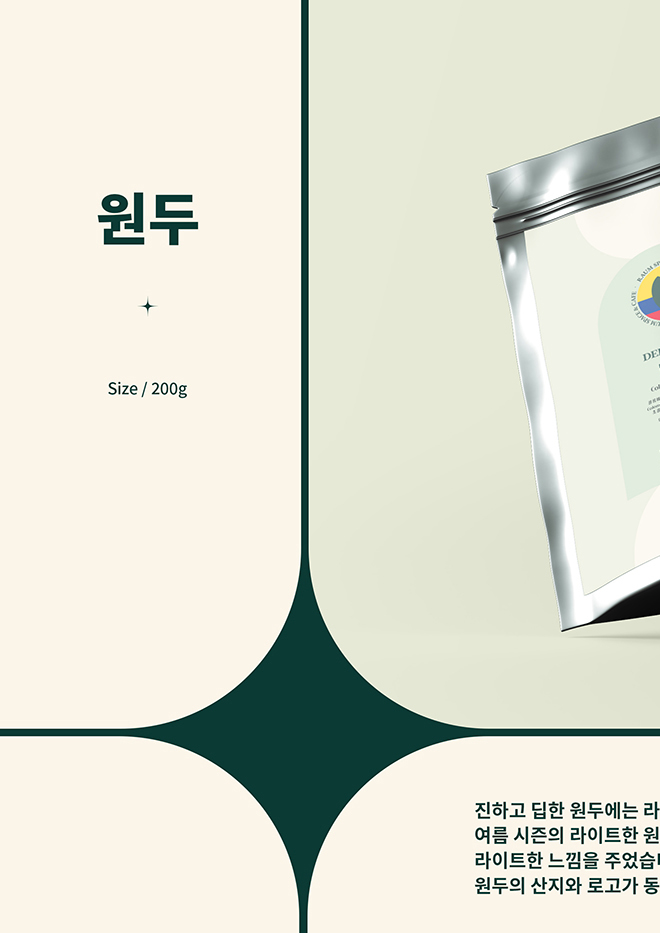 원두
Size / 200g
진하고 딥한 원두에는 라
여름 시즌의 라이트한 원
라이트한 느낌을 주었습
원두의 산지와 로고가 동